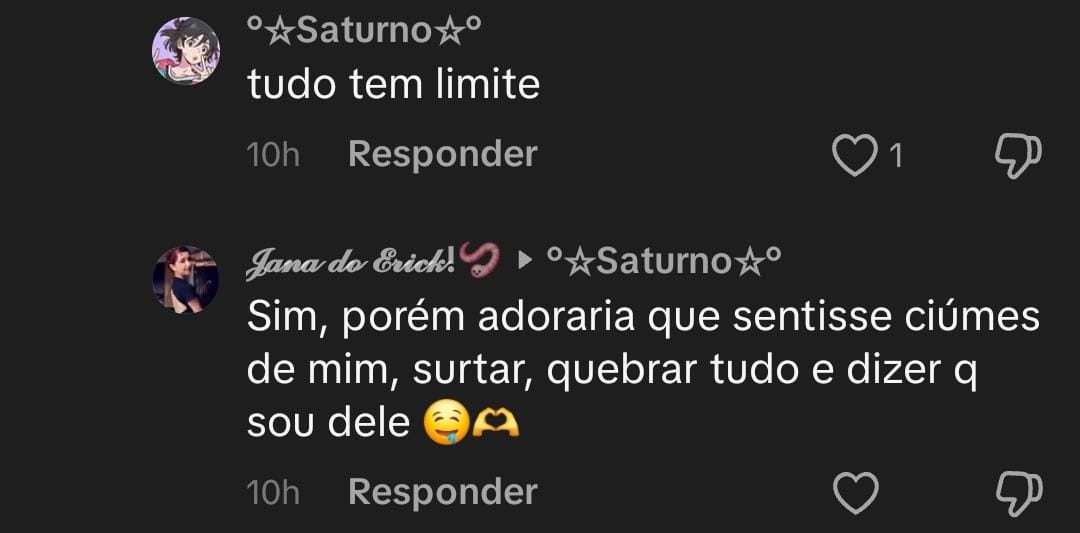 °☆Saturno☆°
tudo tem limite
10h Responder 1
Jana do Erick!🪱 ▸ °☆Saturno☆°
Sim, porém adoraria que sentisse ciúmes
de mim, surtar, quebrar tudo e dizer q
sou dele 🤤🫶
10h Responder